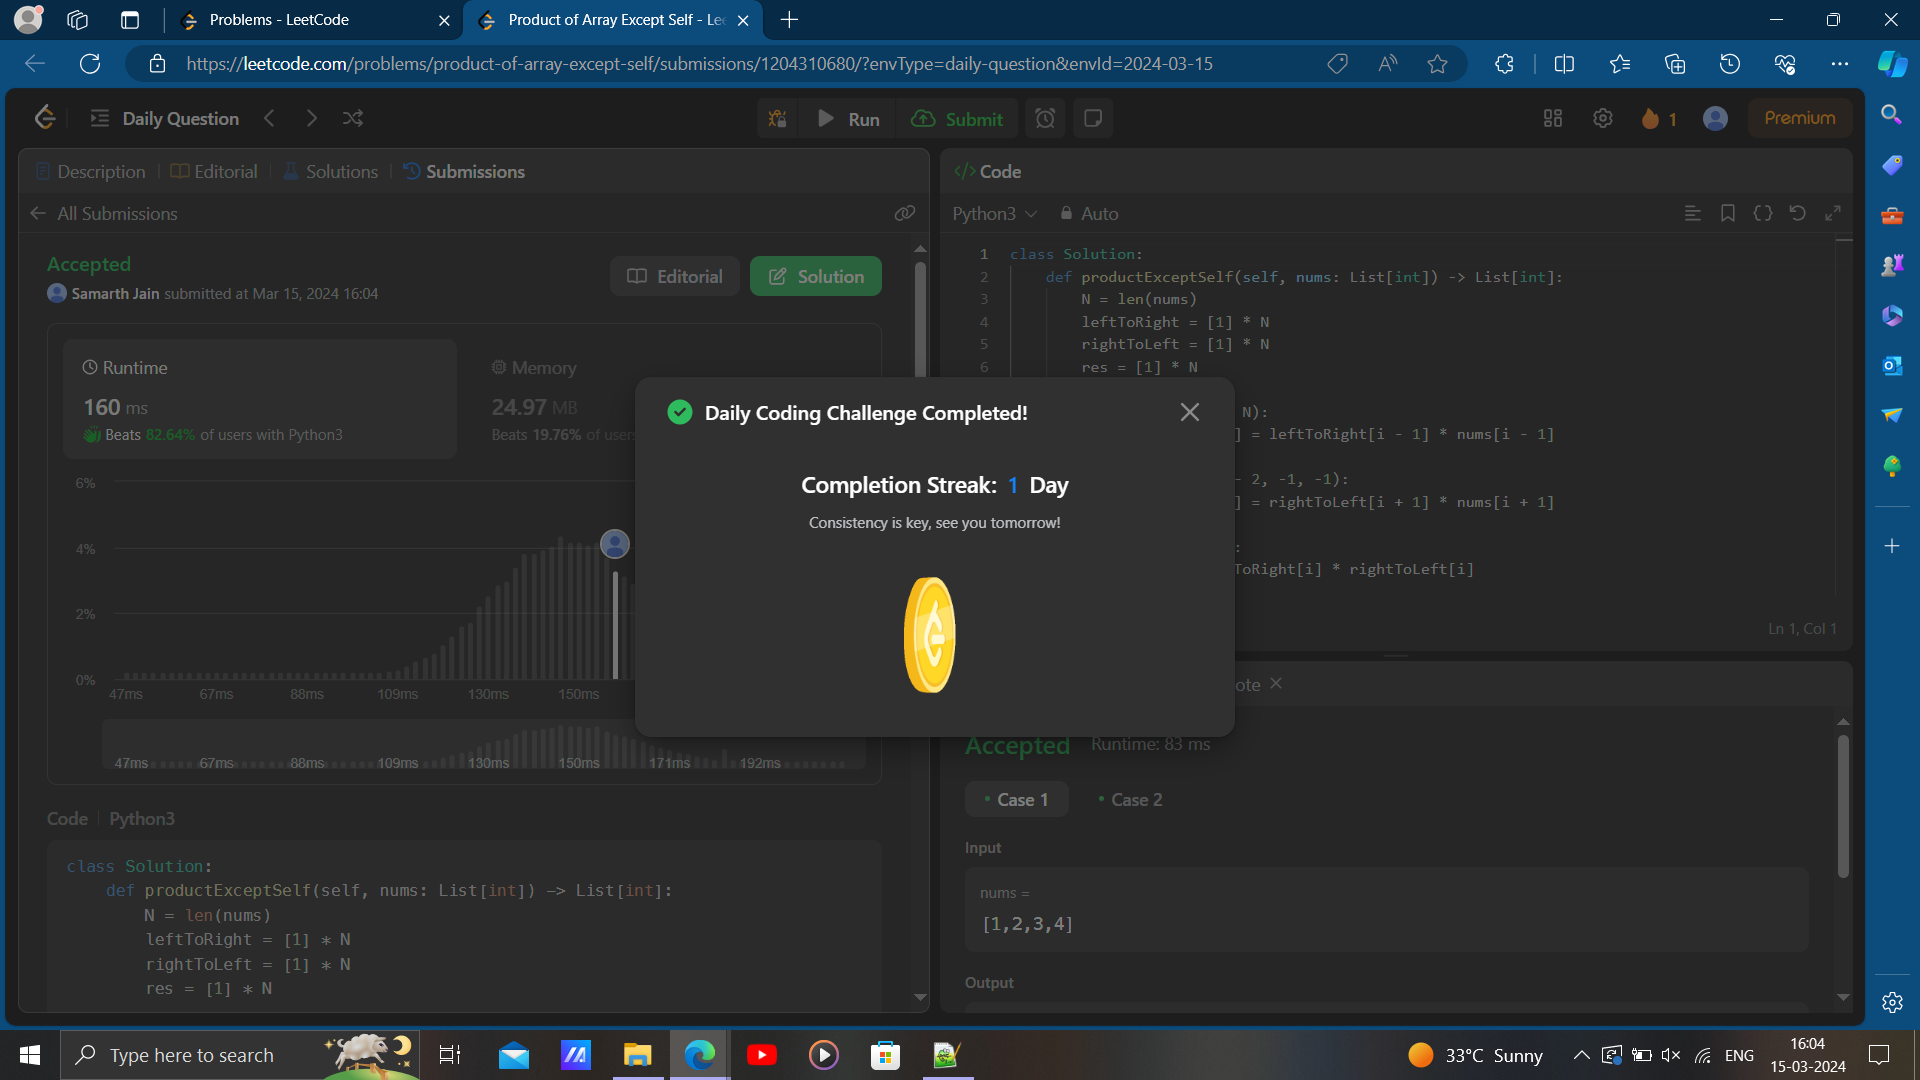 Problems - LeetCode
Product of Array Except Self - Le
https://leetcode.com/problems/product-of-array-except-self/submissions/1204310680/?envType=daily-question&envId=2024-03-15
Daily Question
Run
Submit
1
Premium
Description
Editorial
Solutions
Submissions
All Submissions
Accepted
Samarth Jain submitted at Mar 15, 2024 16:04
Editorial
Solution
Runtime
160 ms
Beats 82.64% of users with Python3
Memory
24.97 MB
Beats 19.76% of users
6%
4%
2%
0%
47ms 67ms 88ms 109ms 130ms 150ms
47ms 67ms 88ms 109ms 130ms 150ms 171ms 192ms
Code | Python3
class Solution:
def productExceptSelf(self, nums: List[int]) -> List[int]:
N = len(nums)
leftToRight = [1] * N
rightToLeft = [1] * N
res = [1] * N
Daily Coding Challenge Completed!
Completion Streak: 1 Day
Consistency is key, see you tomorrow!
</> Code
Python3
Auto
1 class Solution:
2 def productExceptSelf(self, nums: List[int]) -> List[int]:
3 N = len(nums)
4 leftToRight = [1] * N
5 rightToLeft = [1] * N
6 res = [1] * N
N):
] = leftToRight[i - 1] * nums[i - 1]
- 2, -1, -1):
] = rightToLeft[i + 1] * nums[i + 1]
:
ToRight[i] * rightToLeft[i]
Ln 1, Col 1
ote
Accepted Runtime: 83 ms
Case 1
Case 2
Input
nums =
[1,2,3,4]
Output
Type here to search
33°C Sunny
ENG
16:04
15-03-2024